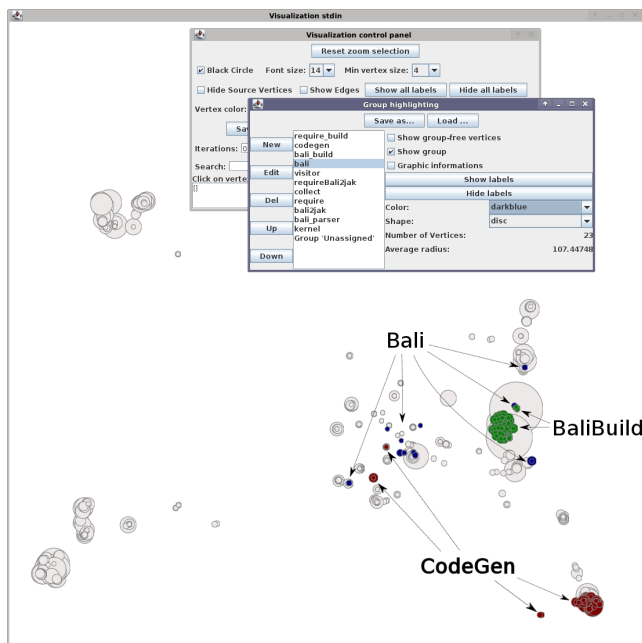 Visualization stdin
Visualization control panel
Reset zoom selection
Black Circle Font size: 14 Min vertex size: 4
Hide Source Vertices Show Edges Show all labels Hide all labels
Vertex color:
Group highlighting
Save as... Load ...
Iterations:
Search:
Click on
[]
New
Edit
Del
Up
Down
require_build
codegen
bali_build
bali
visitor
requireBali2jak
collect
require
bali2jak
bali_parser
kernel
Group 'Unassigned'
Show group-free vertices
Show group
Graphic informations
Show labels
Hide labels
Color: darkblue
Shape: disc
Number of Vertices: 23
Average radius: 107.44748
Bali
BaliBuild
CodeGen